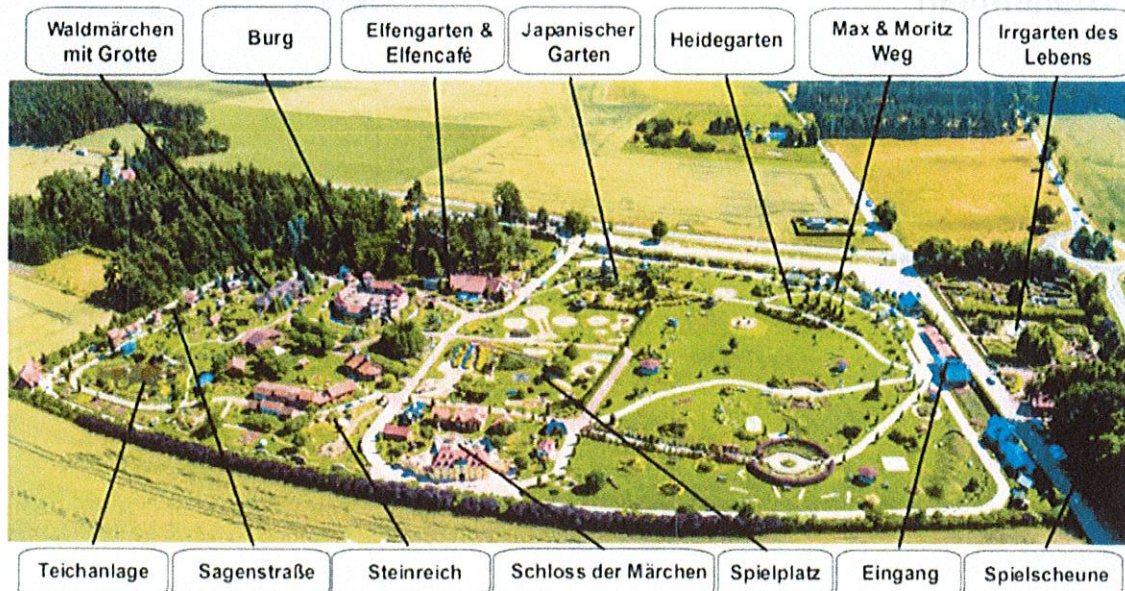 Waldmärchen
mit Grotte
Burg
Elfengarten &
Elfencafé
Japanischer
Garten
Heidegarten
Max & Moritz
Weg
Irrgarten des
Lebens
Teichanlage
Sagenstraße
Steinreich
Schloss der Märchen
Spielplatz
Eingang
Spielscheune